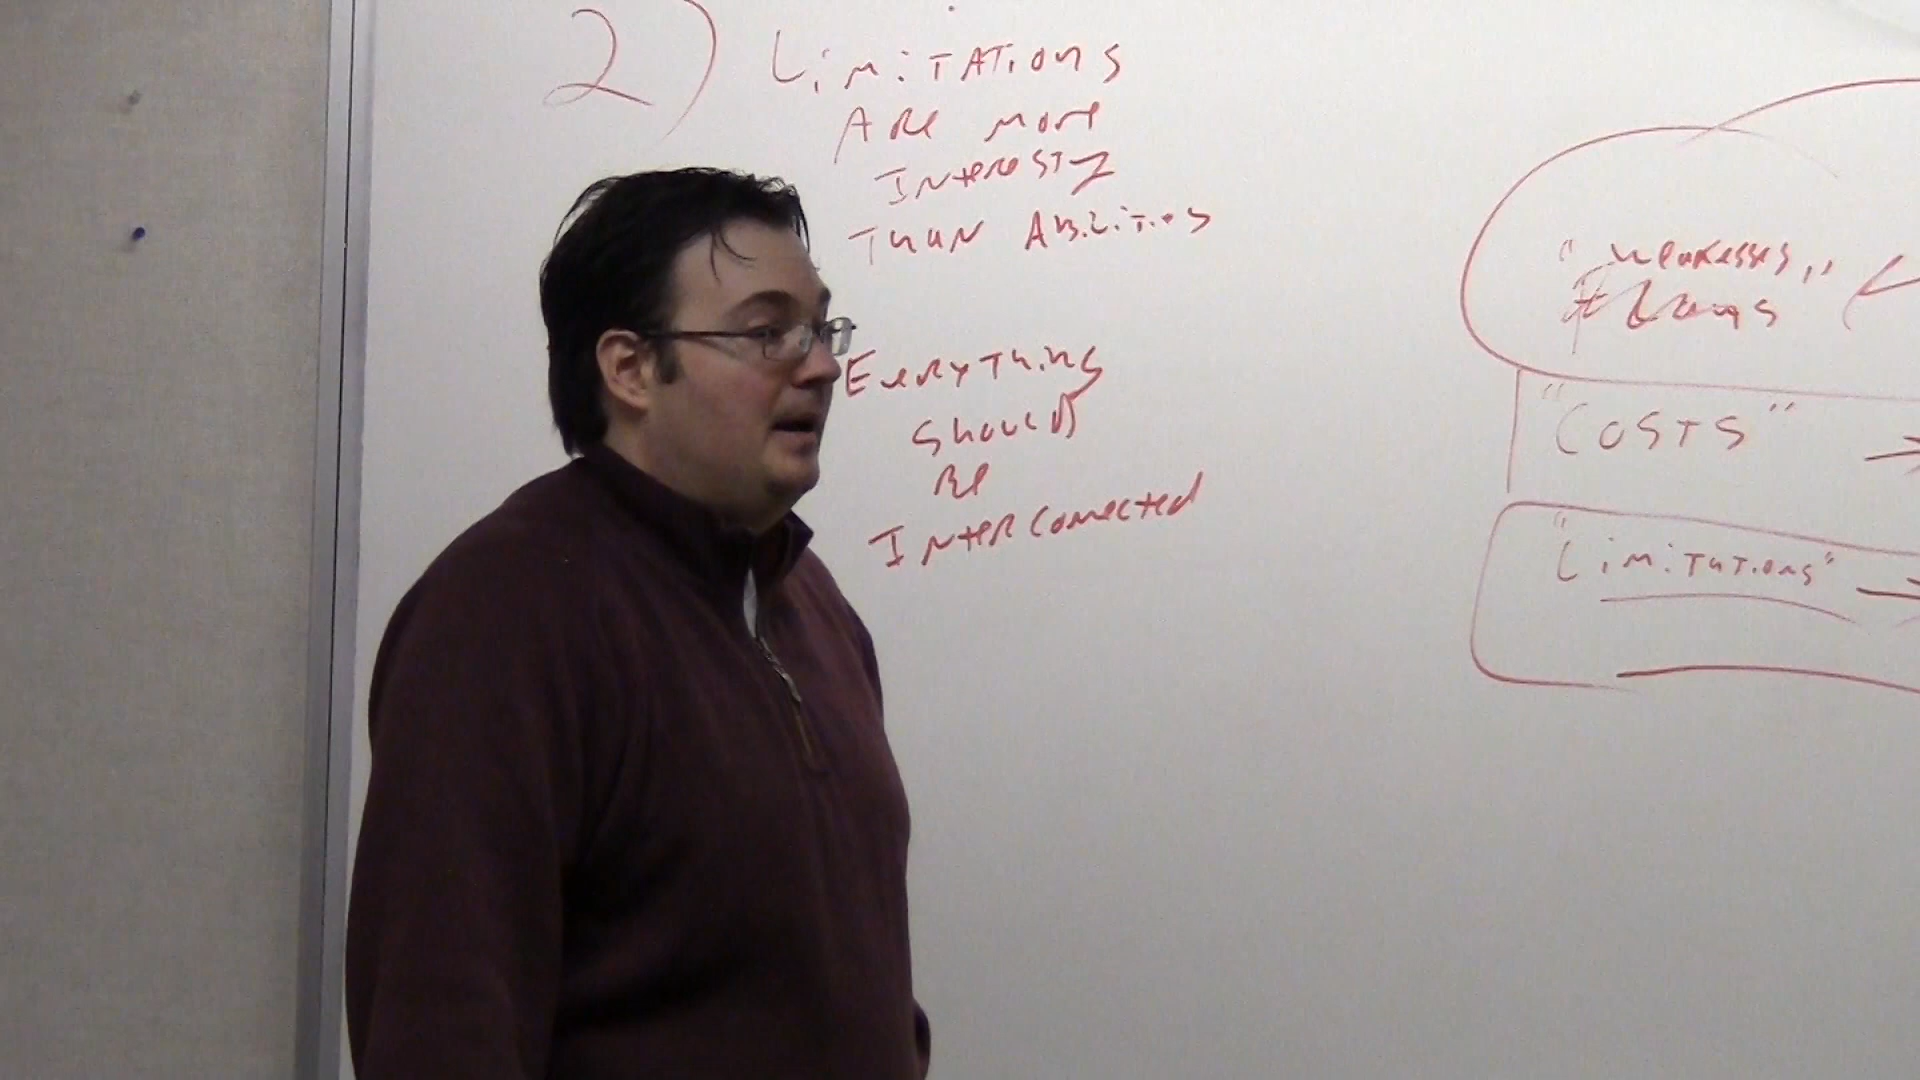 2) LimiTATions
ARE more
InteresTing
Than AbiLiTies
EveryThing
ShoulD
Be
InterConnected
"weaknesses"
Flaws
"COSTS"
"LimiTaTions"